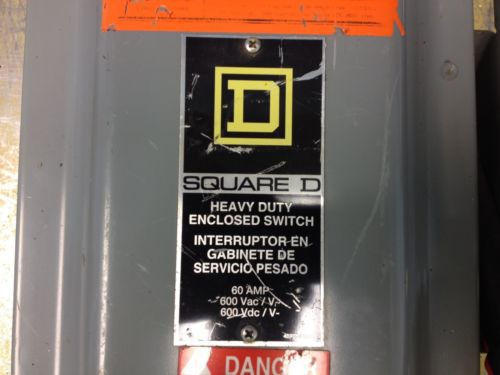 D
SQUARE D
HEAVY DUTY
ENCLOSED SWITCH
INTERRUPTOR EN
GABINETE DE
SERVICIO PESADO
60 AMP
600 Vac / V~
600 Vdc / V-
DANGER